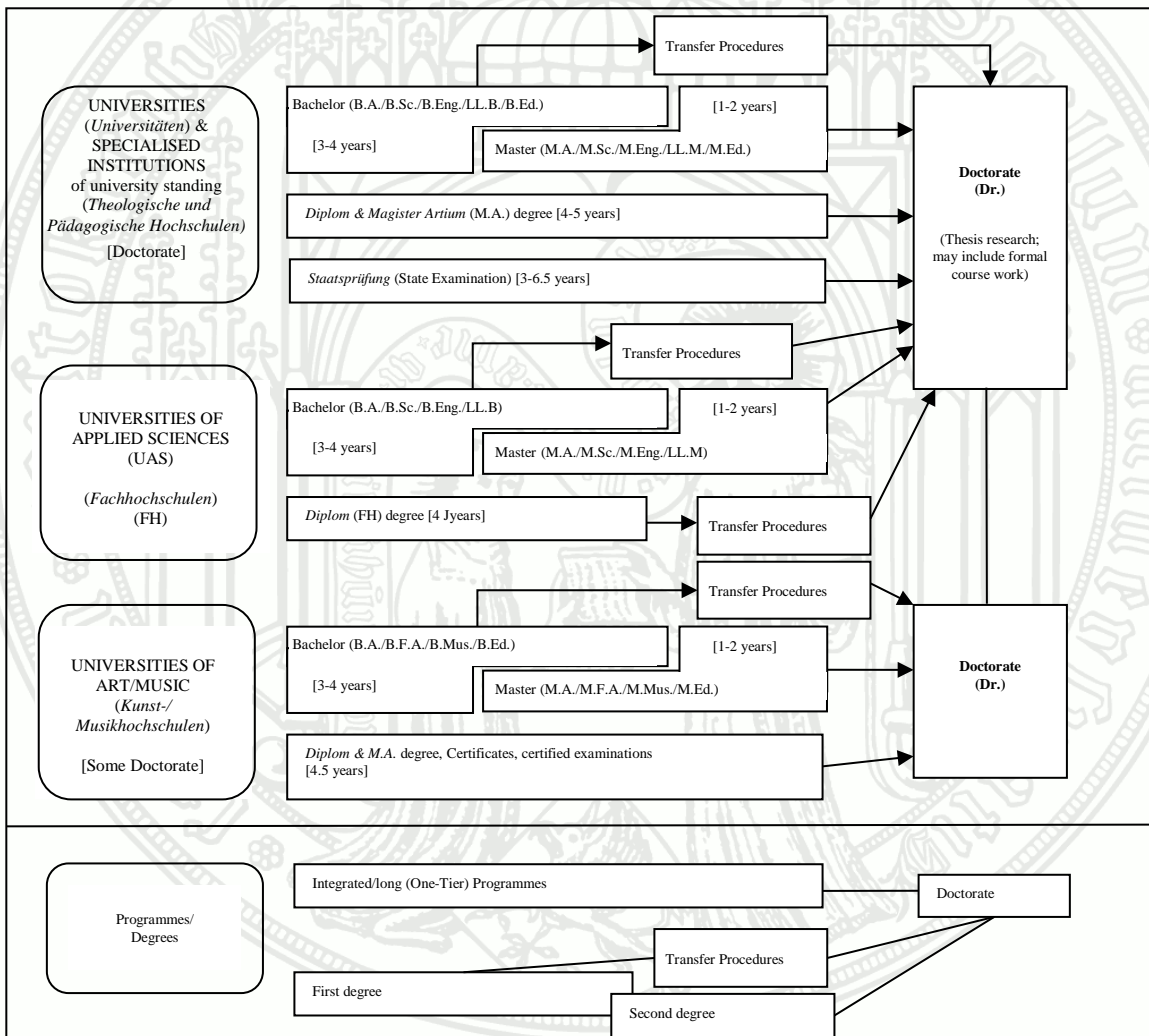 Transfer Procedures
UNIVERSITIES
(Universitäten) &
SPECIALISED
INSTITUTIONS
of university standing
(Theologische und
Pädagogische Hochschulen)
[Doctorate]
Bachelor (B.A./B.Sc./B.Eng./LL.B./B.Ed.)
[3-4 years]
[1-2 years]
Master (M.A./M.Sc./M.Eng./LL.M./M.Ed.)
Diplom & Magister Artium (M.A.) degree [4-5 years]
Staatsprüfung (State Examination) [3-6.5 years]
Doctorate
(Dr.)
(Thesis research;
may include formal
course work)
UNIVERSITIES OF
APPLIED SCIENCES
(UAS)
(Fachhochschulen)
(FH)
Transfer Procedures
Bachelor (B.A./B.Sc./B.Eng./LL.B)
[3-4 years]
[1-2 years]
Master (M.A./M.Sc./M.Eng./LL.M)
Diplom (FH) degree [4 Jyears]
Transfer Procedures
UNIVERSITIES OF
ART/MUSIC
(Kunst-/
Musikhochschulen)
[Some Doctorate]
Transfer Procedures
Bachelor (B.A./B.F.A./B.Mus./B.Ed.)
[3-4 years]
[1-2 years]
Master (M.A./M.F.A./M.Mus./M.Ed.)
Diplom & M.A. degree, Certificates, certified examinations
[4.5 years]
Doctorate
(Dr.)
Programmes/
Degrees
Integrated/long (One-Tier) Programmes
Doctorate
Transfer Procedures
First degree
Second degree